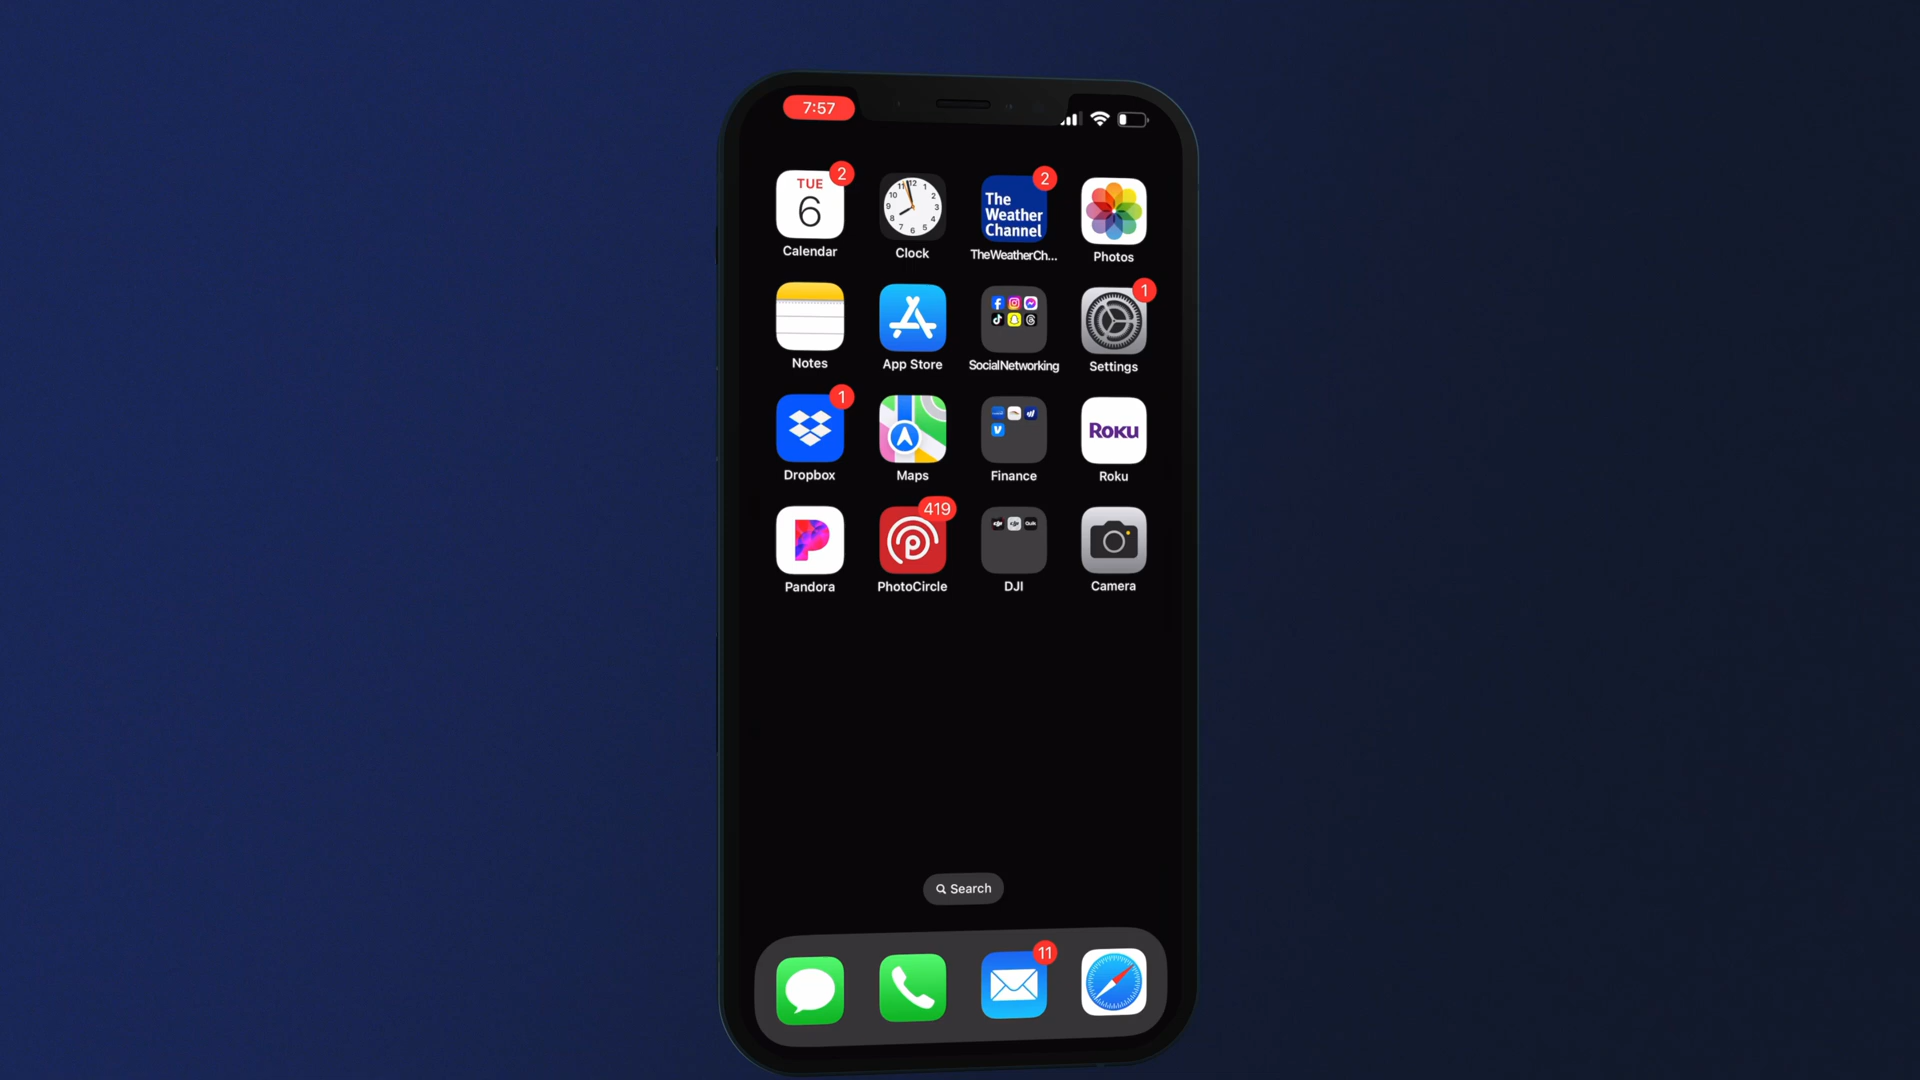 7:57
2
2
TUE
6
The
Weather
Channel
Calendar
Clock
TheWeatherCh...
Photos
1
Notes
App Store
SocialNetworking
Settings
1
Roku
Dropbox
Maps
Finance
Roku
419
Pandora
PhotoCircle
DJI
Camera
Search
11